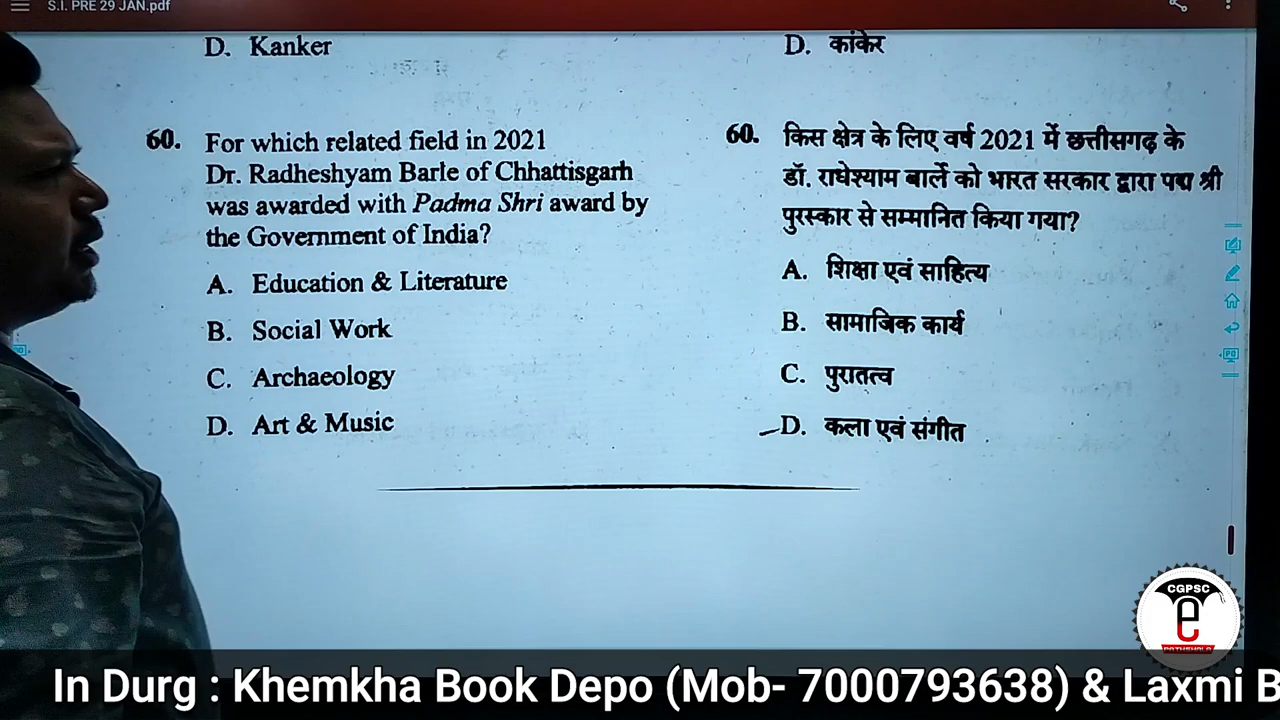 S.I. PRE 29 JAN.pdf
D. Kanker
60. For which related field in 2021
Dr. Radheshyam Barle of Chhattisgarh
was awarded with Padma Shri award by
the Government of India?
A. Education & Literature
B. Social Work
C. Archaeology
D. Art & Music
D. कांकेर
60. किस क्षेत्र के लिए वर्ष 2021 में छत्तीसगढ़ के
डॉ. राधेश्याम बार्ले को भारत सरकार द्वारा पद्म श्री
पुरस्कार से सम्मानित किया गया?
A. शिक्षा एवं साहित्य
B. सामाजिक कार्य
C. पुरातत्व
D. कला एवं संगीत
CGPSC
e
PATHSHALA
In Durg : Khemkha Book Depo (Mob- 7000793638) & Laxmi B